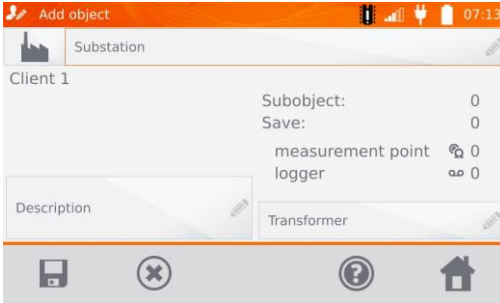 Add object 07:13
Substation
Client 1
Subobject: 0
Save: 0
measurement point 0
logger 0
Description
Transformer